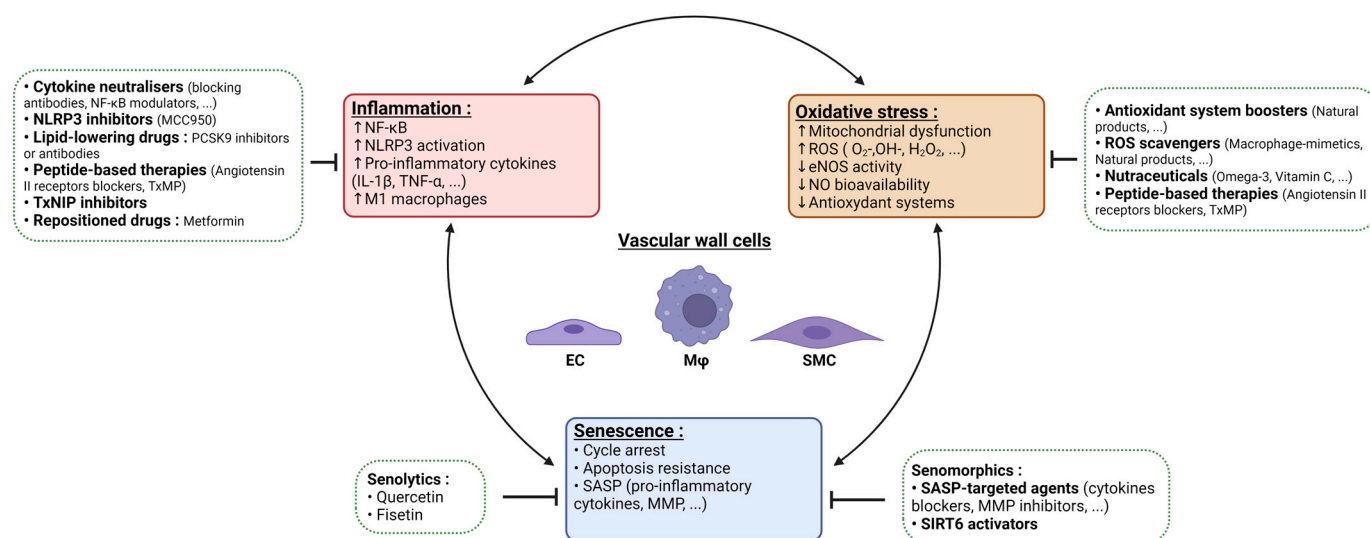 • Cytokine neutralisers (blocking
antibodies, NF-κB modulators, ...)
• NLRP3 inhibitors (MCC950)
• Lipid-lowering drugs : PCSK9 inhibitors
or antibodies
• Peptide-based therapies (Angiotensin
II receptors blockers, TxMP)
• TxNIP inhibitors
• Repositioned drugs : Metformin
Inflammation :
↑NF-κB
↑NLRP3 activation
↑Pro-inflammatory cytokines
(IL-1β, TNF-α, ...)
↑M1 macrophages
Oxidative stress :
↑Mitochondrial dysfunction
↑ROS ( O₂-,OH-, H₂O₂, ...)
↓eNOS activity
↓NO bioavailability
↓Antioxydant systems
• Antioxidant system boosters (Natural
products, ...)
• ROS scavengers (Macrophage-mimetics,
Natural products, ...)
• Nutraceuticals (Omega-3, Vitamin C, ...)
• Peptide-based therapies (Angiotensin II
receptors blockers, TxMP)
Vascular wall cells
EC
Mφ
SMC
Senolytics :
• Quercetin
• Fisetin
Senescence :
• Cycle arrest
• Apoptosis resistance
• SASP (pro-inflammatory
cytokines, MMP, ...)
Senomorphics :
• SASP-targeted agents (cytokines
blockers, MMP inhibitors, ...)
• SIRT6 activators